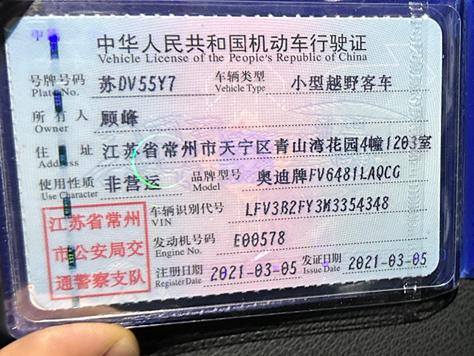 中华人民共和国机动车行驶证
Vehicle License of the People's Republic of China
号牌号码 苏DV55Y7 车辆类型 小型越野客车
Plate No. Vehicle Type
所有人 顾峰
Owner
住址 江苏省常州市天宁区青山湾花园4幢1203室
Address
使用性质 非营运 品牌型号 奥迪牌FV6481LAQCG
Use Character Model
江苏省常州
市公安局交
通警察支队
车辆识别代号 LFV3B2FY3M3354348
VIN
发动机号码 E00578
Engine No.
注册日期 2021-03-05 发证日期 2021-03-05
Register Date Issue Date